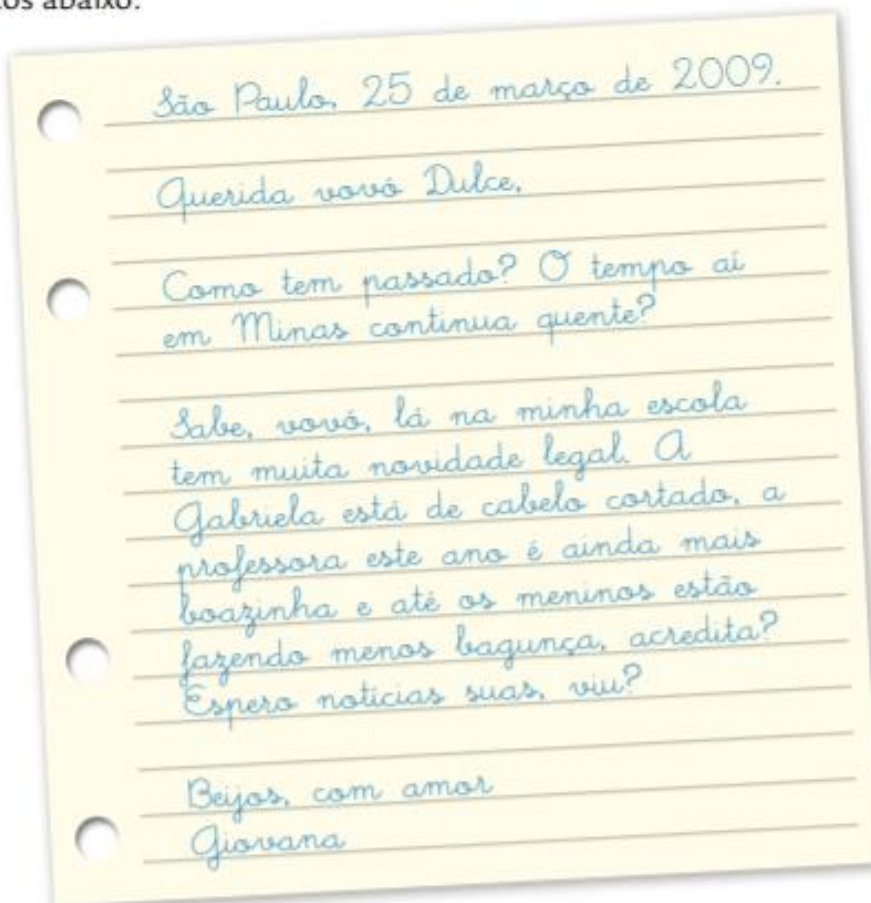 abaixo.
São Paulo, 25 de março de 2009.
Querida vovó Dulce,
Como tem passado? O tempo aí
em Minas continua quente?
Sabe, vovó, lá na minha escola
tem muita novidade legal. A
Gabriela está de cabelo cortado, a
professora este ano é ainda mais
boazinha e até os meninos estão
fazendo menos bagunça, acredita?
Espero notícias suas, viu?
Beijos, com amor
Giovana